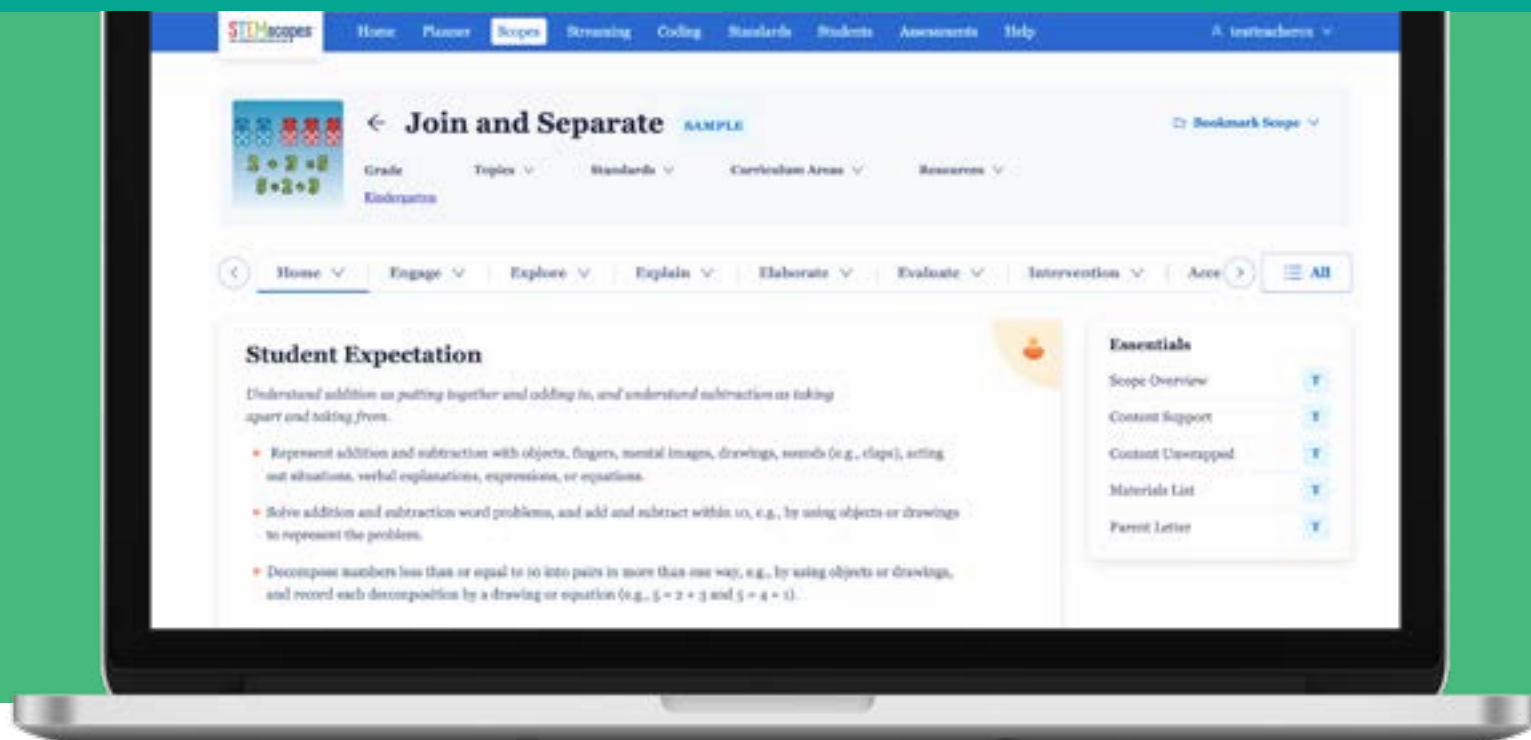 STEMscopes Home Planner Scopes Streaming Coding Standards Students Assessments Help
← Join and Separate SAMPLE Bookmark Scope
Grade Topics Standards Curriculum Areas Resources
Kindergarten
Home Engage Explore Explain Elaborate Evaluate Intervention Acce All
Student Expectation
Understand addition as putting together and adding to, and understand subtraction as taking
apart and taking from.
Represent addition and subtraction with objects, fingers, mental images, drawings, sounds (e.g., claps), acting
out situations, verbal explanations, expressions, or equations.
Solve addition and subtraction word problems, and add and subtract within 10, e.g., by using objects or drawings
to represent the problem.
Decompose numbers less than or equal to 10 into pairs in more than one way, e.g., by using objects or drawings,
and record each decomposition by a drawing or equation (e.g., 5 = 2 + 3 and 5 = 4 + 1).
Essentials
Scope Overview T
Content Support T
Content Unwrapped T
Materials List T
Parent Letter T